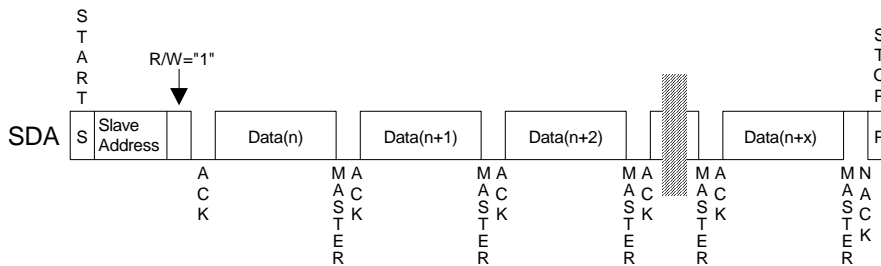 START
STOP
R/W="1"
SDA
S
Slave
Address
Data(n)
Data(n+1)
Data(n+2)
Data(n+x)
P
ACK
MASTER
ACK
MASTER
ACK
MASTER
ACK
MASTER
ACK
MASTER
NACK